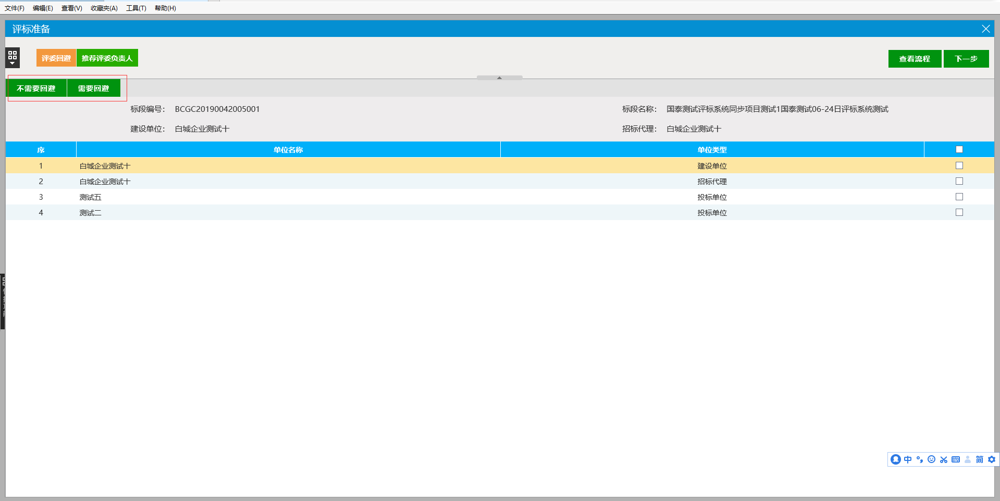 文件(F) 编辑(E) 查看(V) 收藏夹(A) 工具(T) 帮助(H)
评标准备
评委回避 推荐评委负责人 查看流程 下一步
不需要回避 需要回避
标段编号： BCGC20190042005001 标段名称： 国泰测试评标系统同步项目测试1国泰测试06-24日评标系统测试
建设单位： 白城企业测试十 招标代理： 白城企业测试十
序 单位名称 单位类型
1 白城企业测试十 建设单位
2 白城企业测试十 招标代理
3 测试五 投标单位
4 测试二 投标单位
中 简